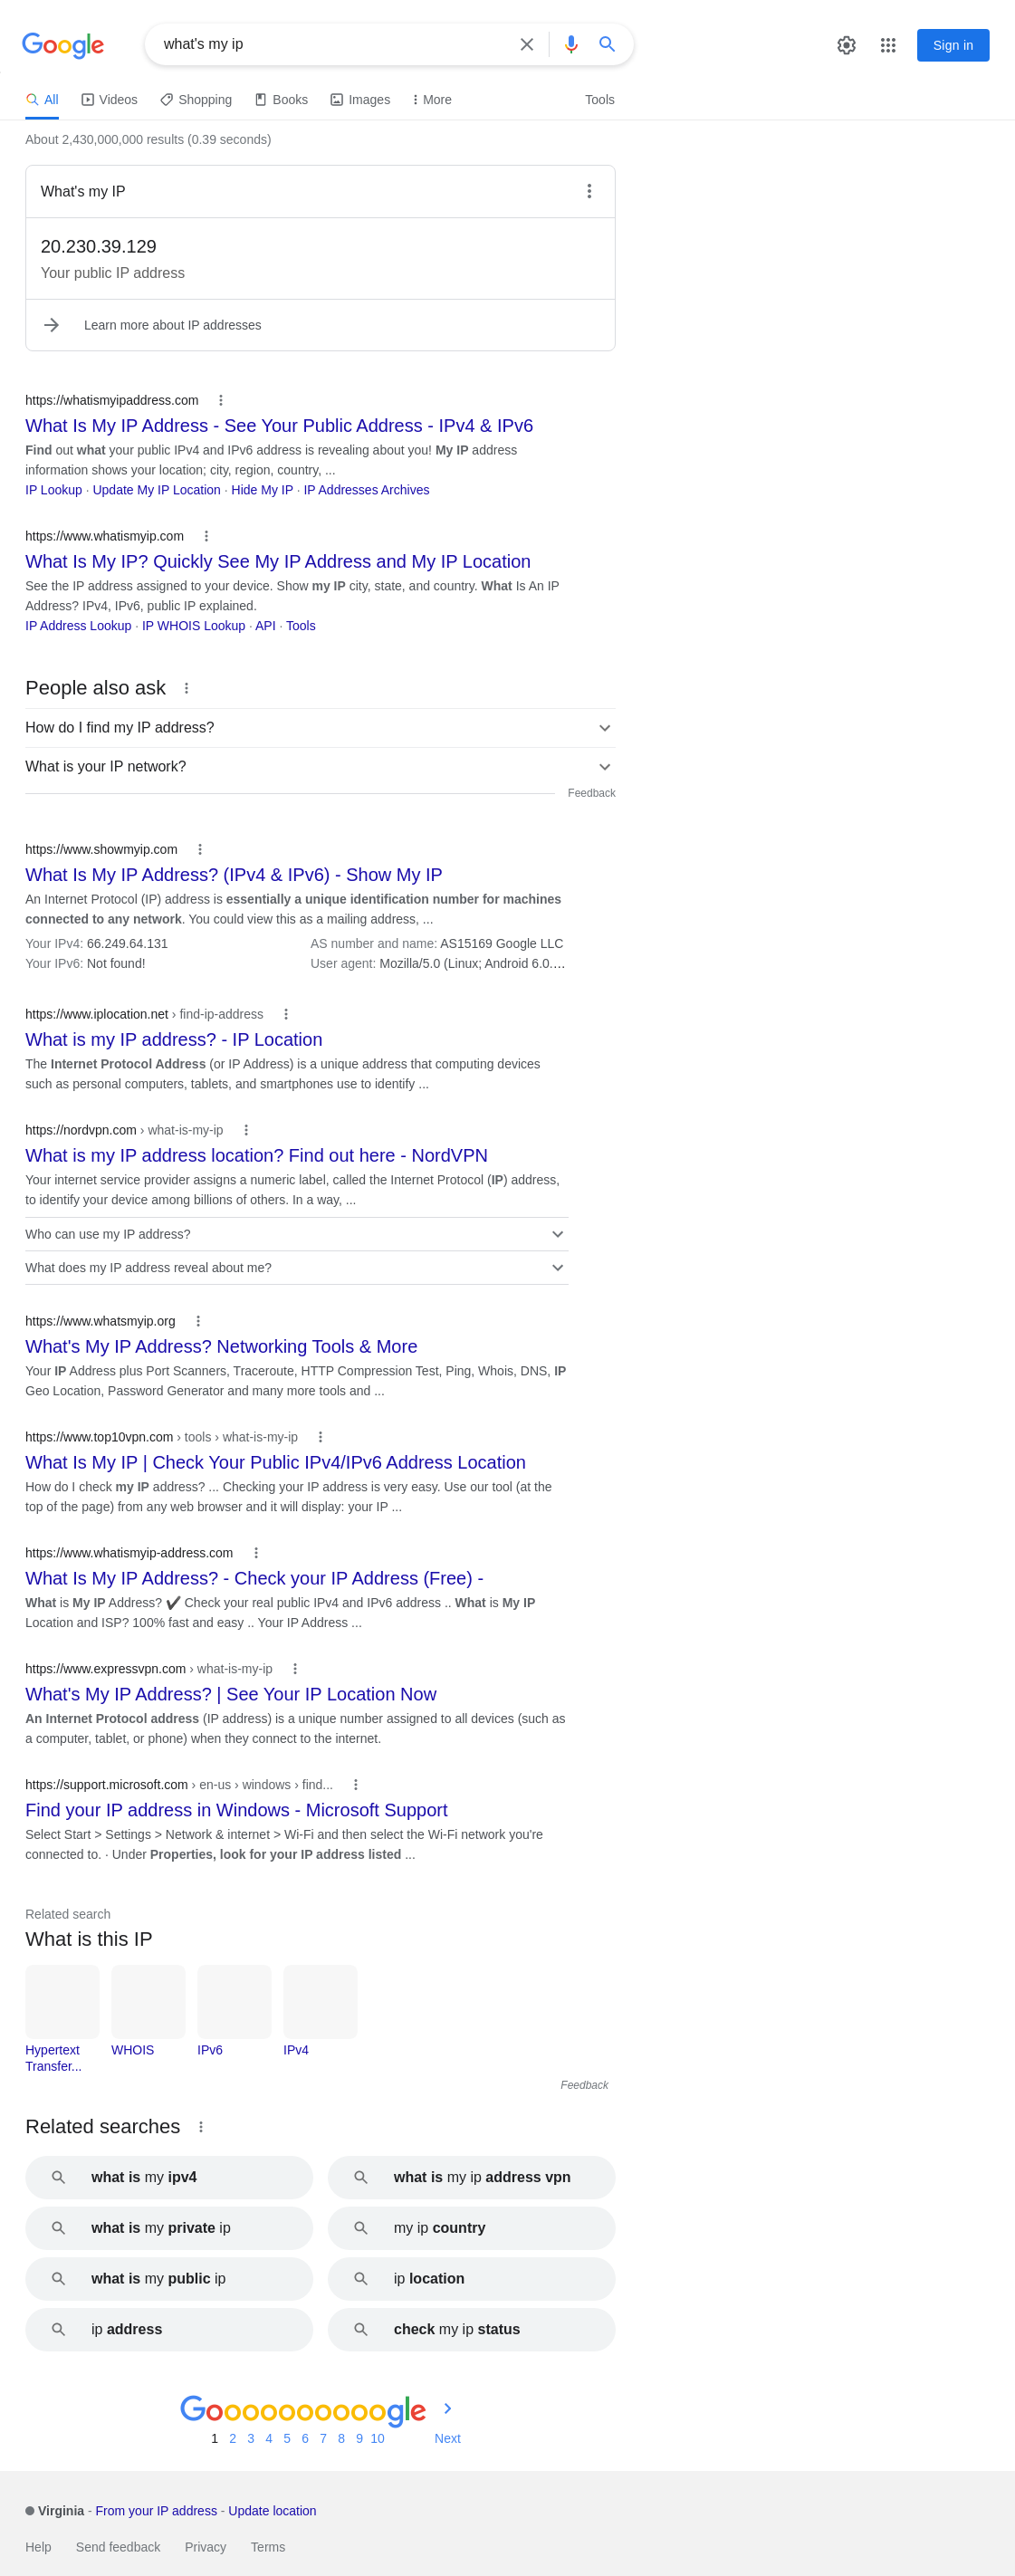 Google
what's my ip
Sign in
All
Videos
Shopping
Books
Images
More
Tools
About 2,430,000,000 results (0.39 seconds)
What's my IP
20.230.39.129
Your public IP address
Learn more about IP addresses
https://whatismyipaddress.com
What Is My IP Address - See Your Public Address - IPv4 & IPv6
Find out what your public IPv4 and IPv6 address is revealing about you! My IP address
information shows your location; city, region, country, ...
IP Lookup · Update My IP Location · Hide My IP · IP Addresses Archives
https://www.whatismyip.com
What Is My IP? Quickly See My IP Address and My IP Location
See the IP address assigned to your device. Show my IP city, state, and country. What Is An IP
Address? IPv4, IPv6, public IP explained.
IP Address Lookup · IP WHOIS Lookup · API · Tools
People also ask
How do I find my IP address?
What is your IP network?
Feedback
https://www.showmyip.com
What Is My IP Address? (IPv4 & IPv6) - Show My IP
An Internet Protocol (IP) address is essentially a unique identification number for machines
connected to any network. You could view this as a mailing address, ...
Your IPv4: 66.249.64.131
AS number and name: AS15169 Google LLC
Your IPv6: Not found!
User agent: Mozilla/5.0 (Linux; Android 6.0....
https://www.iplocation.net › find-ip-address
What is my IP address? - IP Location
The Internet Protocol Address (or IP Address) is a unique address that computing devices
such as personal computers, tablets, and smartphones use to identify ...
https://nordvpn.com › what-is-my-ip
What is my IP address location? Find out here - NordVPN
Your internet service provider assigns a numeric label, called the Internet Protocol (IP) address,
to identify your device among billions of others. In a way, ...
Who can use my IP address?
What does my IP address reveal about me?
https://www.whatsmyip.org
What's My IP Address? Networking Tools & More
Your IP Address plus Port Scanners, Traceroute, HTTP Compression Test, Ping, Whois, DNS, IP
Geo Location, Password Generator and many more tools and ...
https://www.top10vpn.com › tools › what-is-my-ip
What Is My IP | Check Your Public IPv4/IPv6 Address Location
How do I check my IP address? ... Checking your IP address is very easy. Use our tool (at the
top of the page) from any web browser and it will display: your IP ...
https://www.whatismyip-address.com
What Is My IP Address? - Check your IP Address (Free) -
What is My IP Address? ✔ Check your real public IPv4 and IPv6 address .. What is My IP
Location and ISP? 100% fast and easy .. Your IP Address ...
https://www.expressvpn.com › what-is-my-ip
What's My IP Address? | See Your IP Location Now
An Internet Protocol address (IP address) is a unique number assigned to all devices (such as
a computer, tablet, or phone) when they connect to the internet.
https://support.microsoft.com › en-us › windows › find...
Find your IP address in Windows - Microsoft Support
Select Start > Settings > Network & internet > Wi-Fi and then select the Wi-Fi network you're
connected to. · Under Properties, look for your IP address listed ...
Related search
What is this IP
Hypertext
Transfer...
WHOIS
IPv6
IPv4
Feedback
Related searches
what is my ipv4
what is my ip address vpn
what is my private ip
my ip country
what is my public ip
ip location
ip address
check my ip status
Goooooooooogle
1 2 3 4 5 6 7 8 9 10 Next
Virginia - From your IP address - Update location
Help
Send feedback
Privacy
Terms